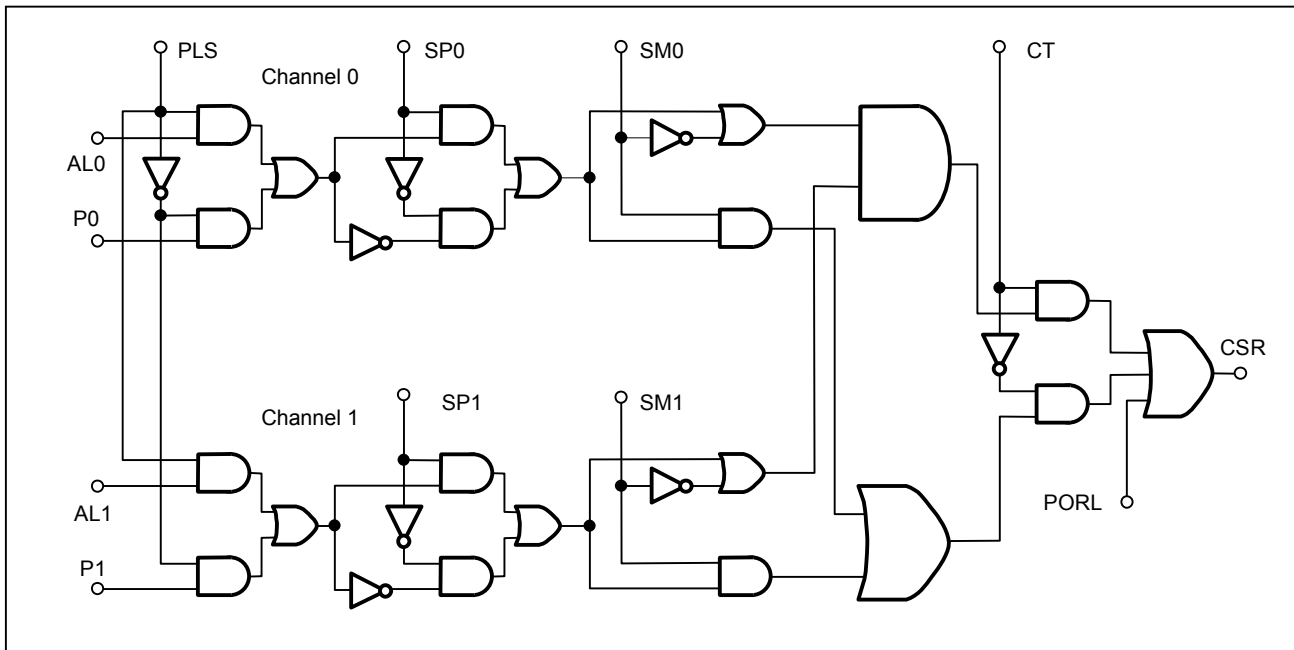 PLS
SP0
SM0
CT
Channel 0
AL0
P0
CSR
SP1
SM1
Channel 1
PORL
AL1
P1